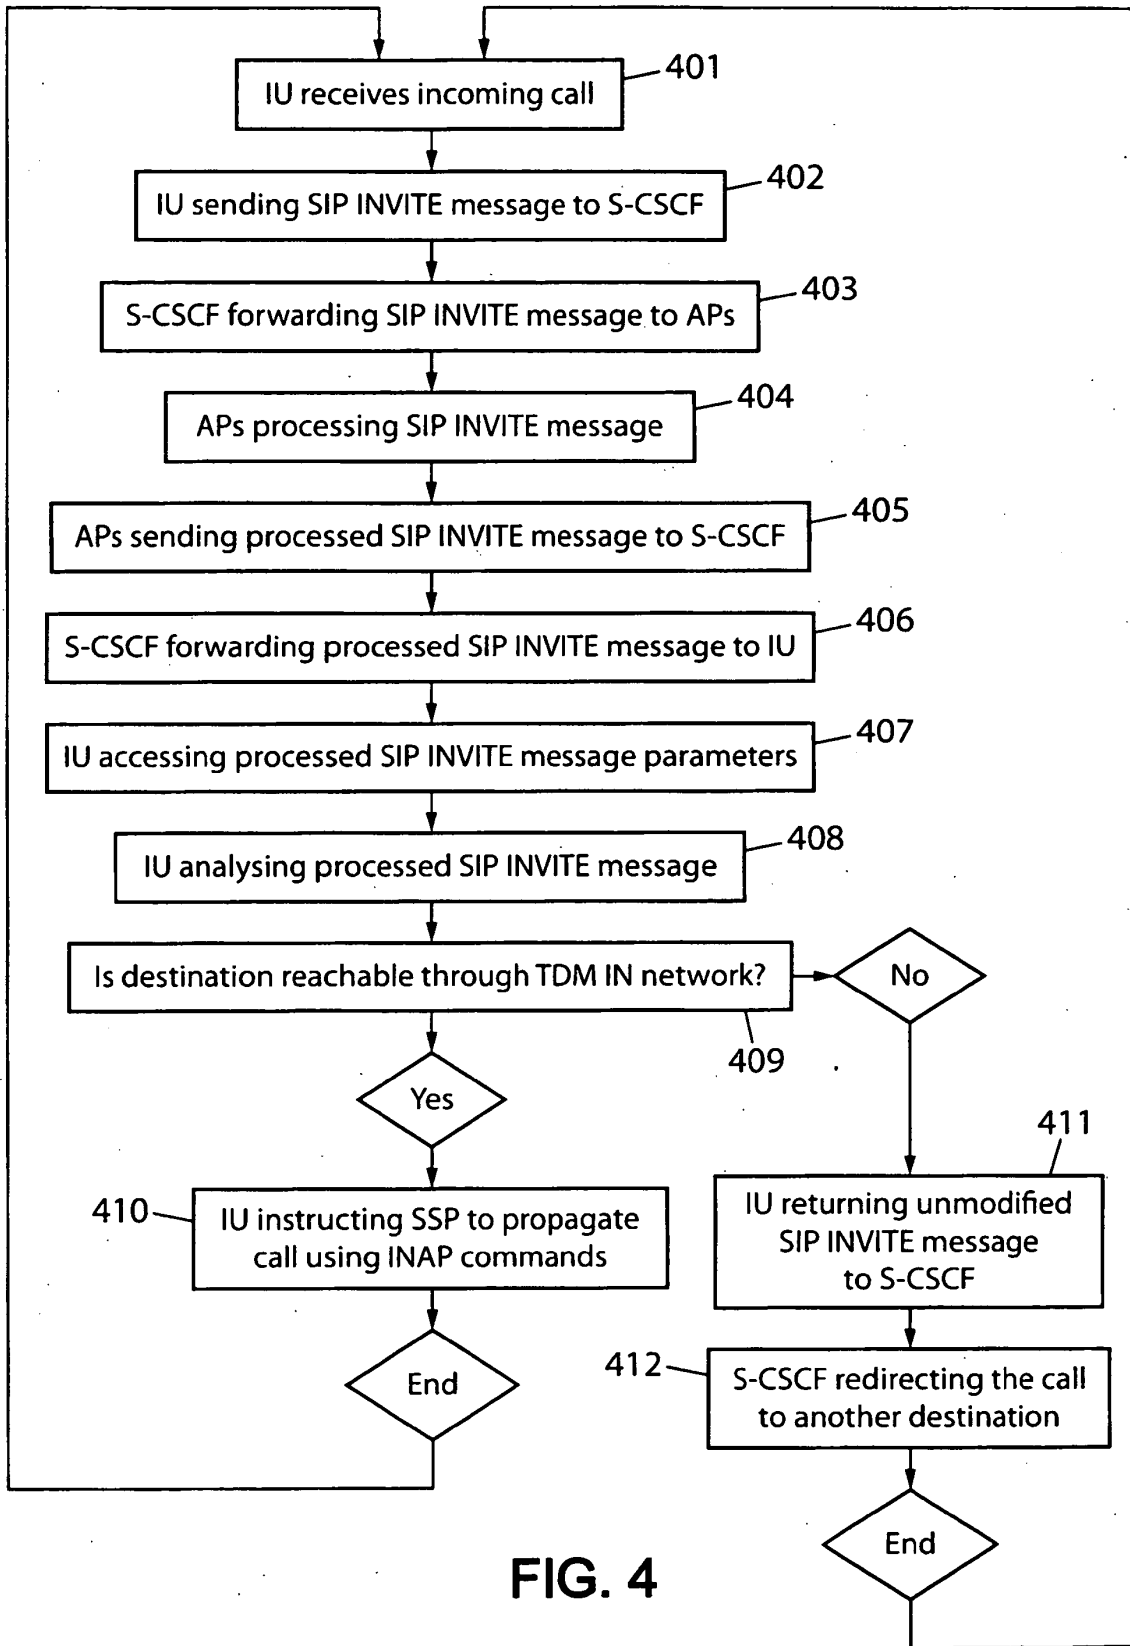 IU receives incoming call
401
IU sending SIP INVITE message to S-CSCF
402
S-CSCF forwarding SIP INVITE message to APs
403
APs processing SIP INVITE message
404
APs sending processed SIP INVITE message to S-CSCF
405
S-CSCF forwarding processed SIP INVITE message to IU
406
IU accessing processed SIP INVITE message parameters
407
IU analysing processed SIP INVITE message
408
Is destination reachable through TDM IN network?
409
No
Yes
410
IU instructing SSP to propagate
call using INAP commands
End
411
IU returning unmodified
SIP INVITE message
to S-CSCF
412
S-CSCF redirecting the call
to another destination
End
FIG. 4